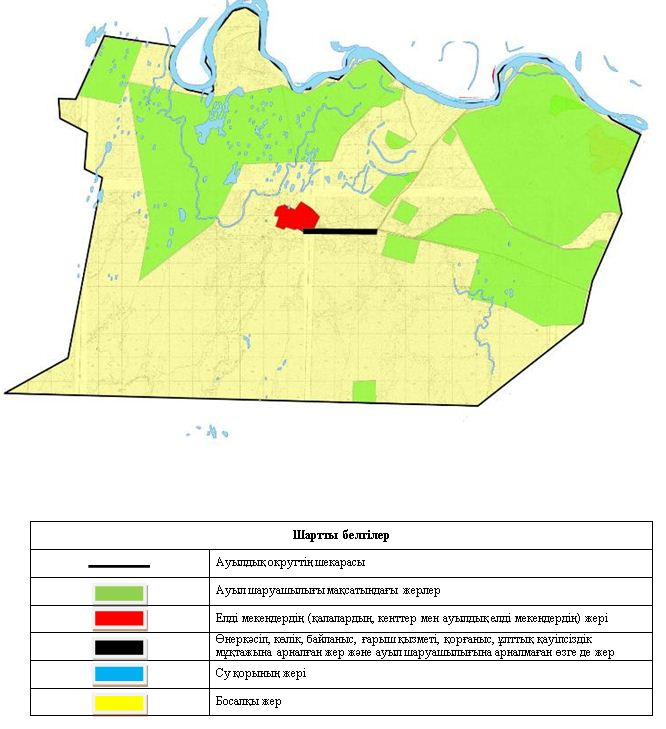 Шартты белгілер
Ауылдық округтің шекарасы
Ауыл шаруашылығы мақсатындағы жерлер
Елді мекендердің (қалалардың, кенттер мен ауылдық елді мекендердің) жері
Өнеркәсіп, көлік, байланыс, ғарыш қызметі, қорғаныс, ұлттық қауіпсіздік
мұқтажына арналған жер және ауыл шаруашылығына арналмаған өзге де жер
Су қорының жері
Босалқы жер